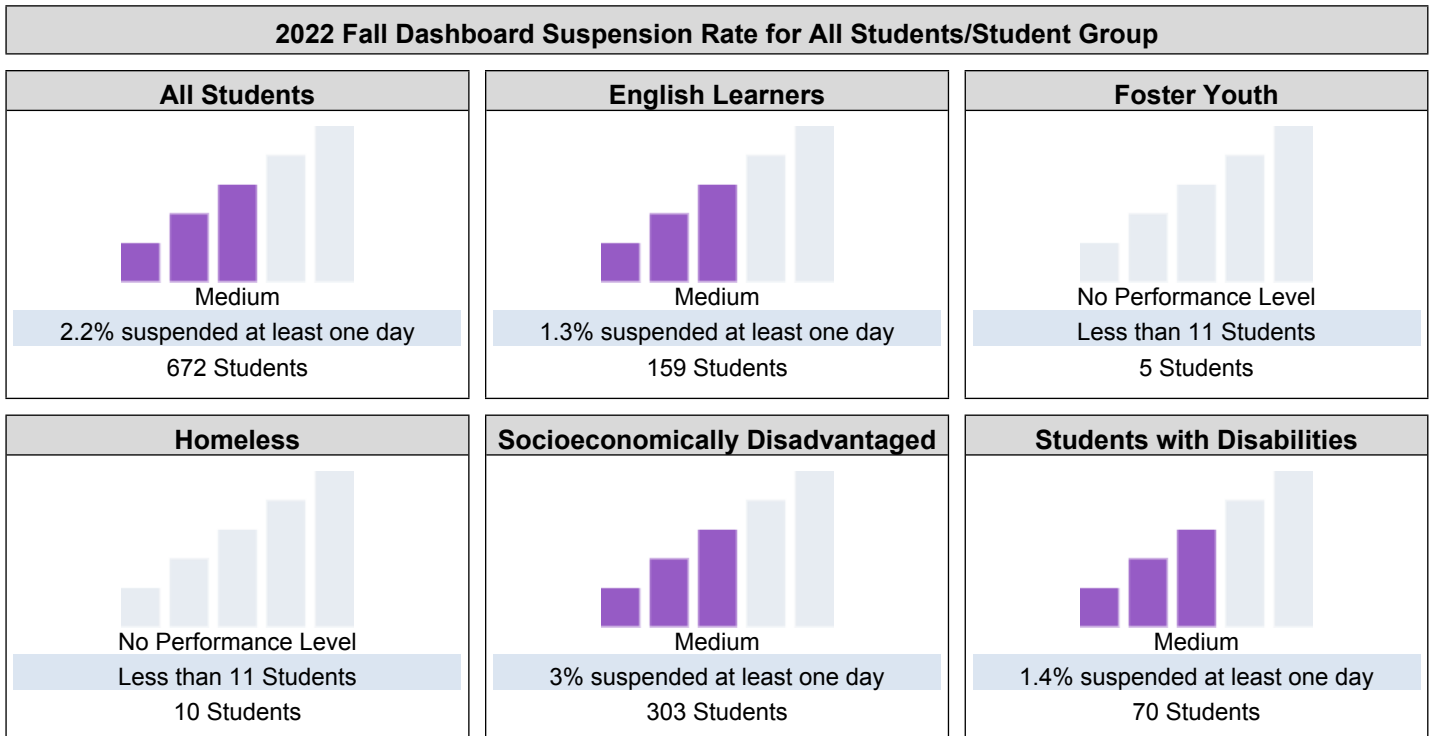 2022 Fall Dashboard Suspension Rate for All Students/Student Group
All Students
Medium
2.2% suspended at least one day
672 Students
English Learners
Medium
1.3% suspended at least one day
159 Students
Foster Youth
No Performance Level
Less than 11 Students
5 Students
Homeless
No Performance Level
Less than 11 Students
10 Students
Socioeconomically Disadvantaged
Medium
3% suspended at least one day
303 Students
Students with Disabilities
Medium
1.4% suspended at least one day
70 Students